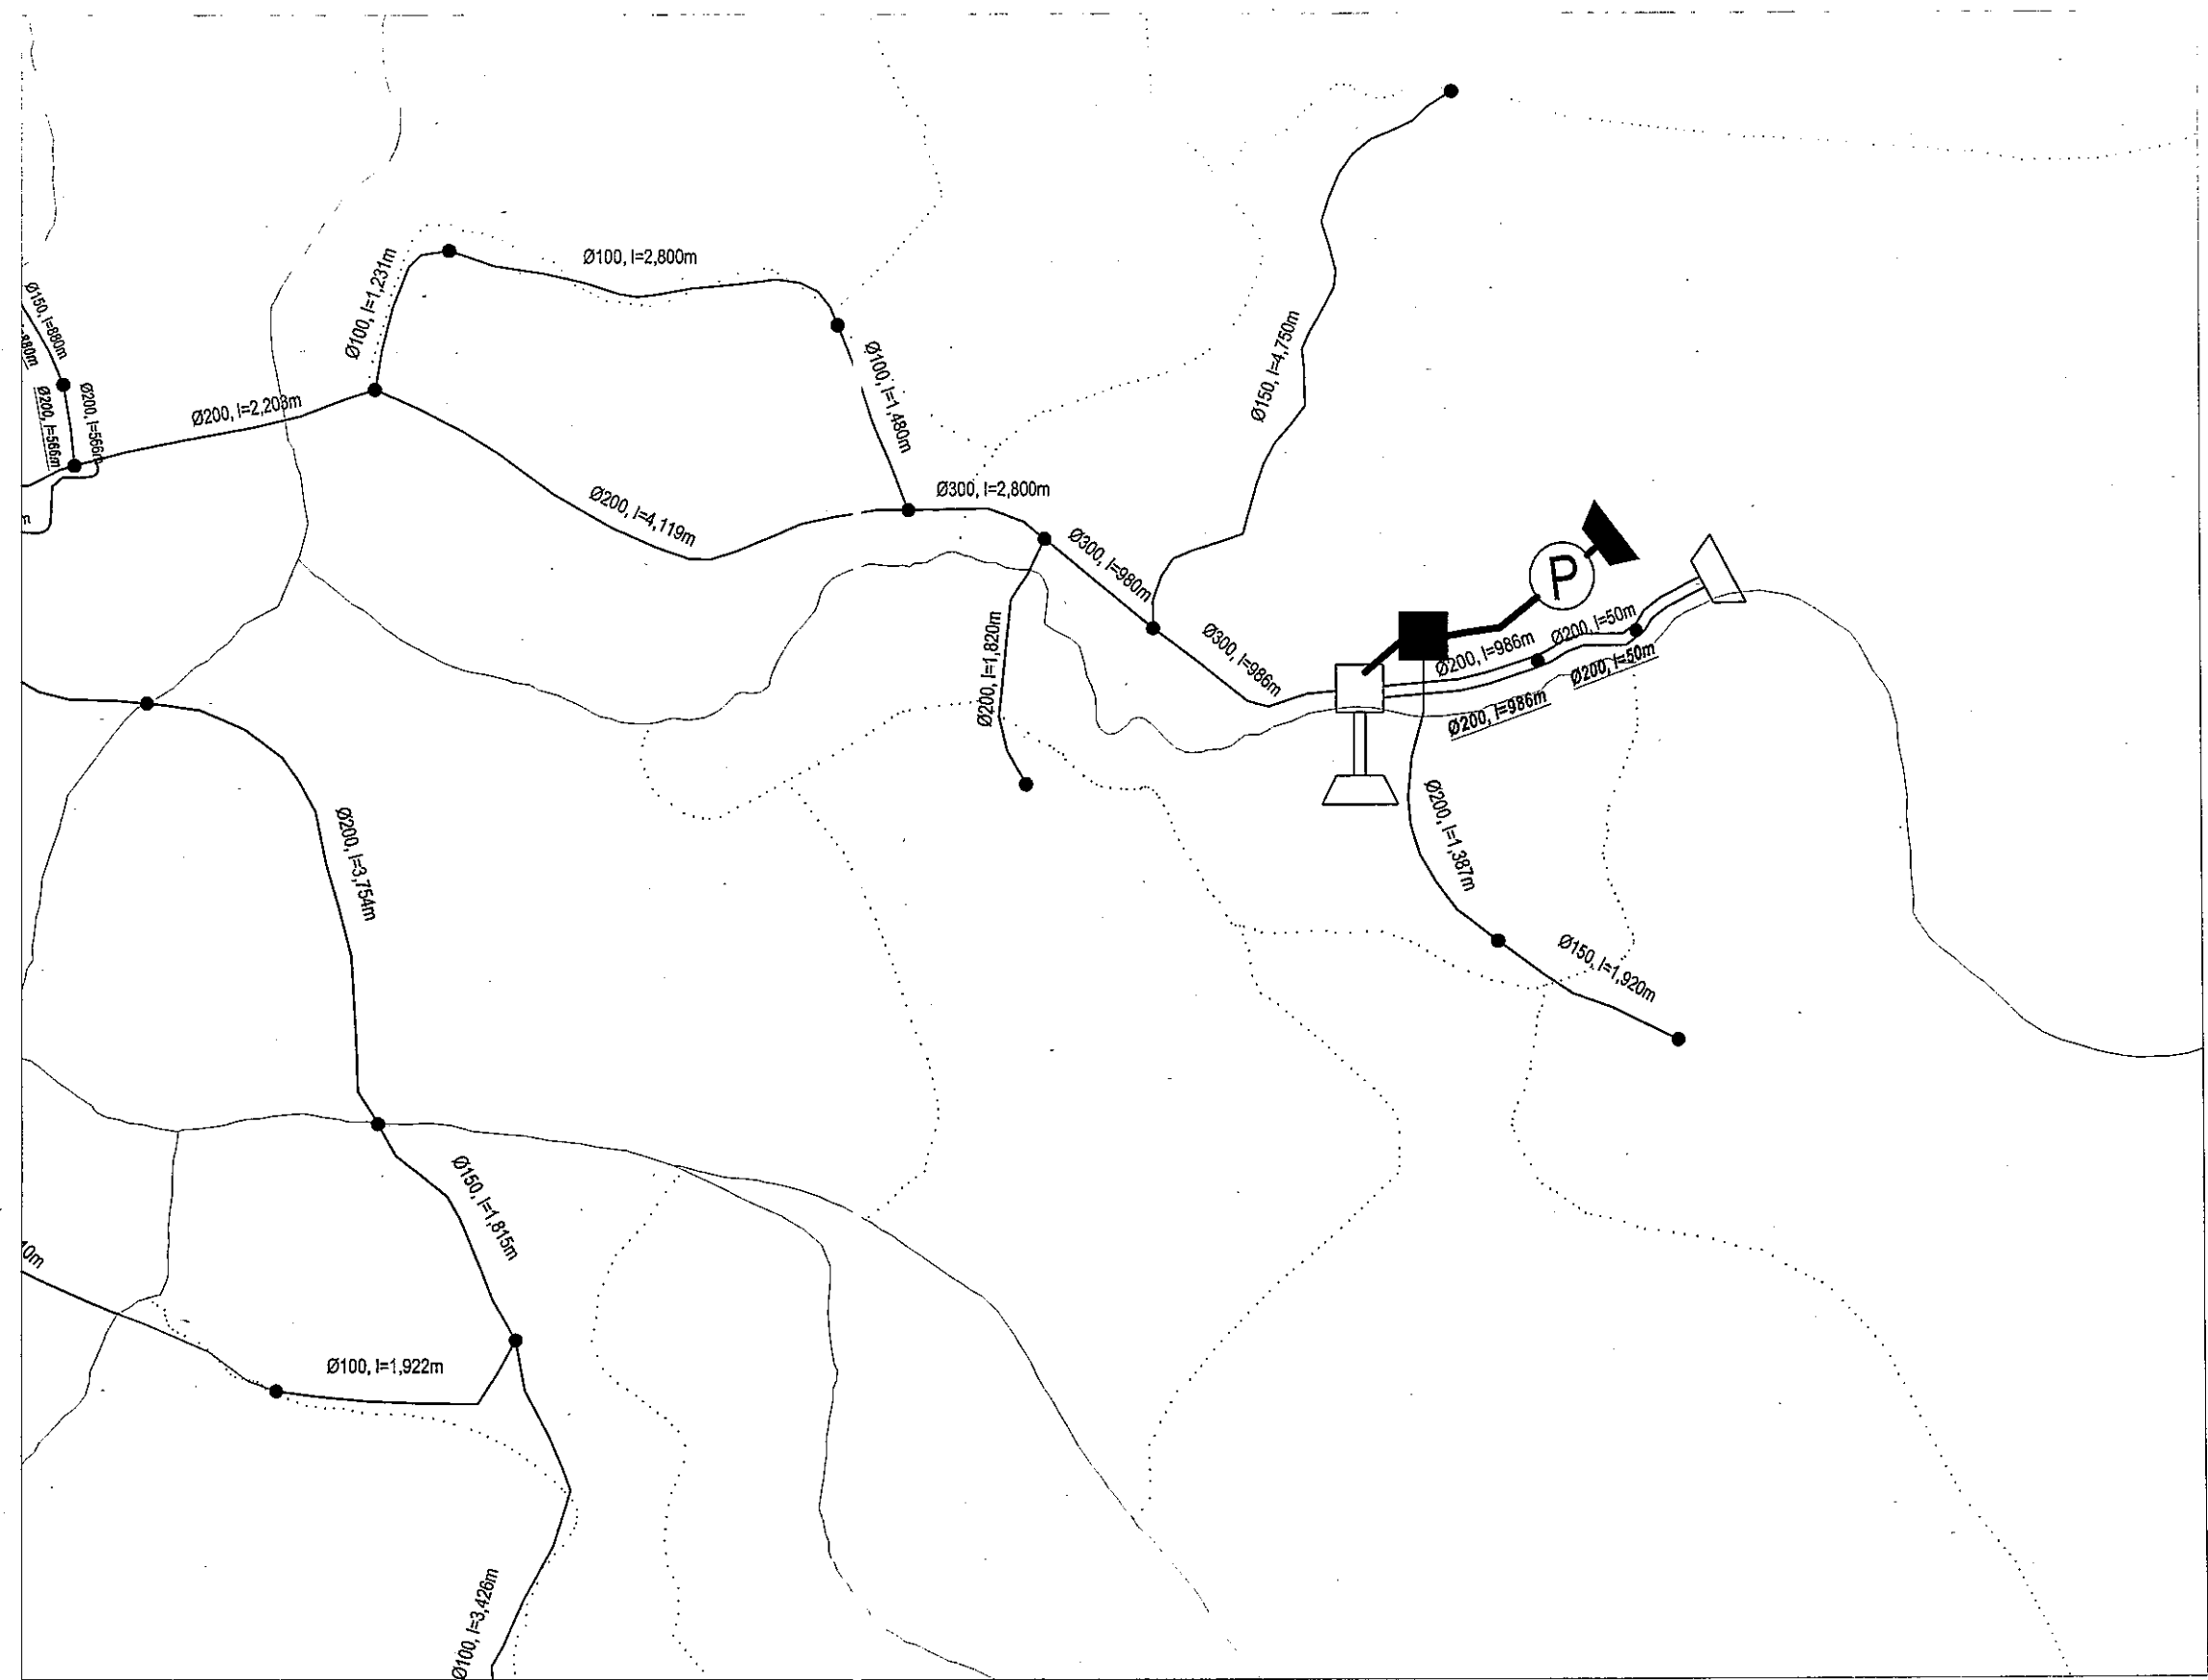 Ø100, l=1,231m
Ø100, l=2,800m
Ø150, l=880m
880m
Ø200, l=566m
Ø200, l=566m
Ø200, l=2,203m
Ø100, l=1,480m
Ø150, l=4,750m
Ø200, l=4,119m
Ø300, l=2,800m
m
Ø300, l=980m
P
Ø200, l=1,820m
Ø300, l=986m
Ø200, l=986m
Ø200, l=50m
Ø200, l=50m
Ø200, l=986m
Ø200, l=1,387m
Ø200, l=3,754m
Ø150, l=1,920m
Ø150, l=1,815m
0m
Ø100, l=1,922m
Ø100, l=3,426m